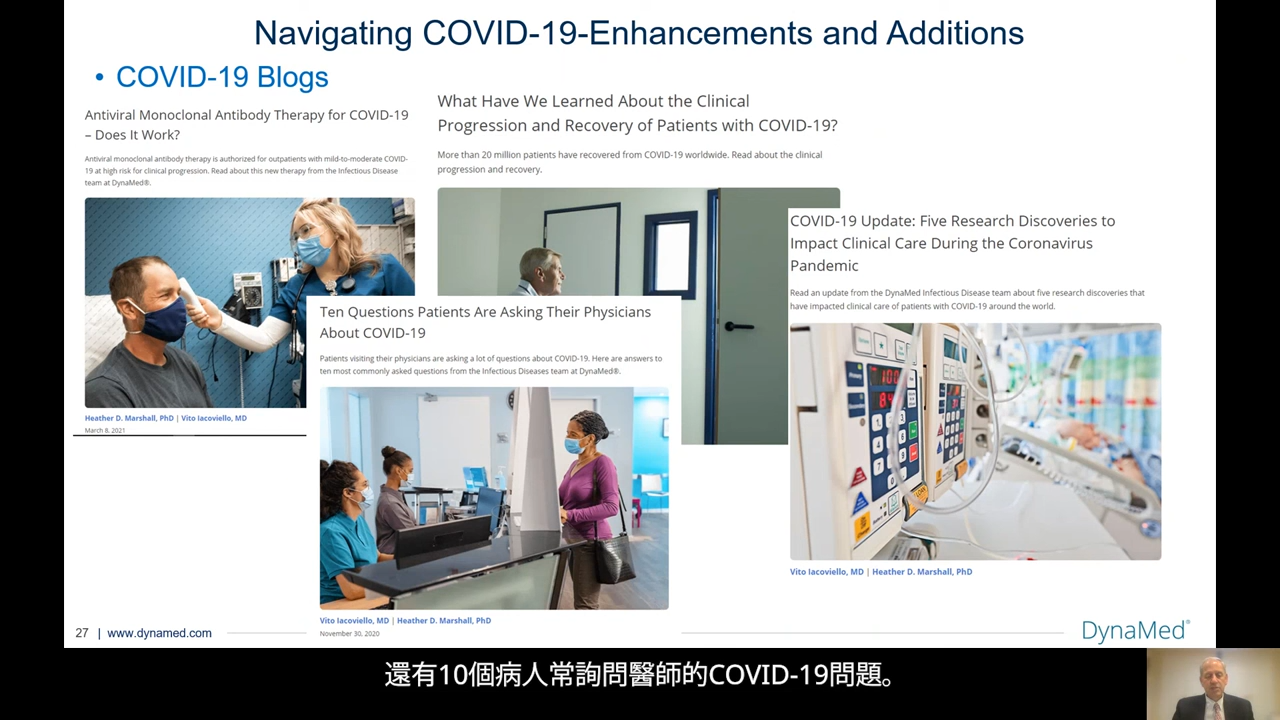 Navigating COVID-19-Enhancements and Additions
• COVID-19 Blogs
Antiviral Monoclonal Antibody Therapy for COVID-19
– Does It Work?
Antiviral monoclonal antibody therapy is authorized for outpatients with mild-to-moderate COVID-
19 at high risk for clinical progression. Read about this new therapy from the Infectious Disease
team at DynaMed®.
Heather D. Marshall, PhD | Vito Iacoviello, MD
March 8, 2021
What Have We Learned About the Clinical
Progression and Recovery of Patients with COVID-19?
More than 20 million patients have recovered from COVID-19 worldwide. Read about the clinical
progression and recovery.
Ten Questions Patients Are Asking Their Physicians
About COVID-19
Patients visiting their physicians are asking a lot of questions about COVID-19. Here are answers to
ten most commonly asked questions from the Infectious Diseases team at DynaMed®.
Vito Iacoviello, MD | Heather D. Marshall, PhD
November 30, 2020
COVID-19 Update: Five Research Discoveries to
Impact Clinical Care During the Coronavirus
Pandemic
Read an update from the DynaMed Infectious Disease team about five research discoveries that
have impacted clinical care of patients with COVID-19 around the world.
Vito Iacoviello, MD | Heather D. Marshall, PhD
27 | www.dynamed.com
DynaMed®
還有10個病人常詢問醫師的COVID-19問題。